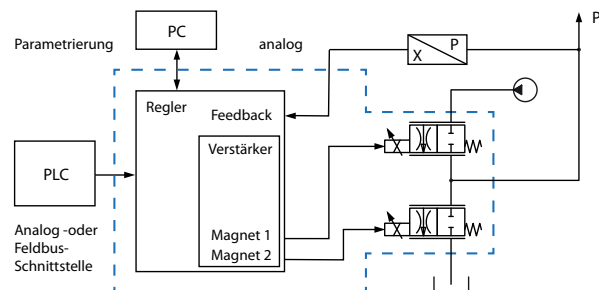 PC
P
Parametrierung
analog
P
X
Regler
Feedback
Verstärker
PLC
Analog -oder
Feldbus-
Schnittstelle
Magnet 1
Magnet 2